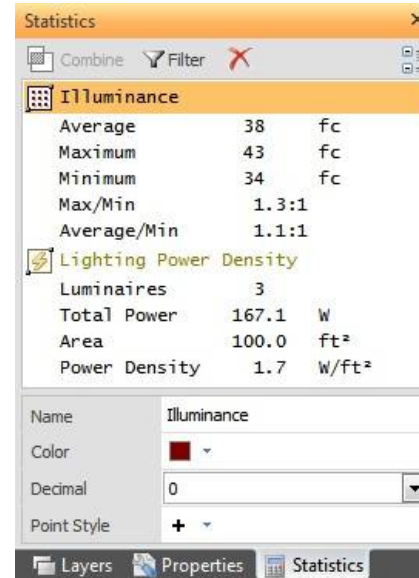 Statistics
Combine Filter
Illuminance
Average 38 fc
Maximum 43 fc
Minimum 34 fc
Max/Min 1.3:1
Average/Min 1.1:1
Lighting Power Density
Luminaires 3
Total Power 167.1 W
Area 100.0 ft²
Power Density 1.7 W/ft²
Name Illuminance
Color
Decimal 0
Point Style +
Layers Properties Statistics